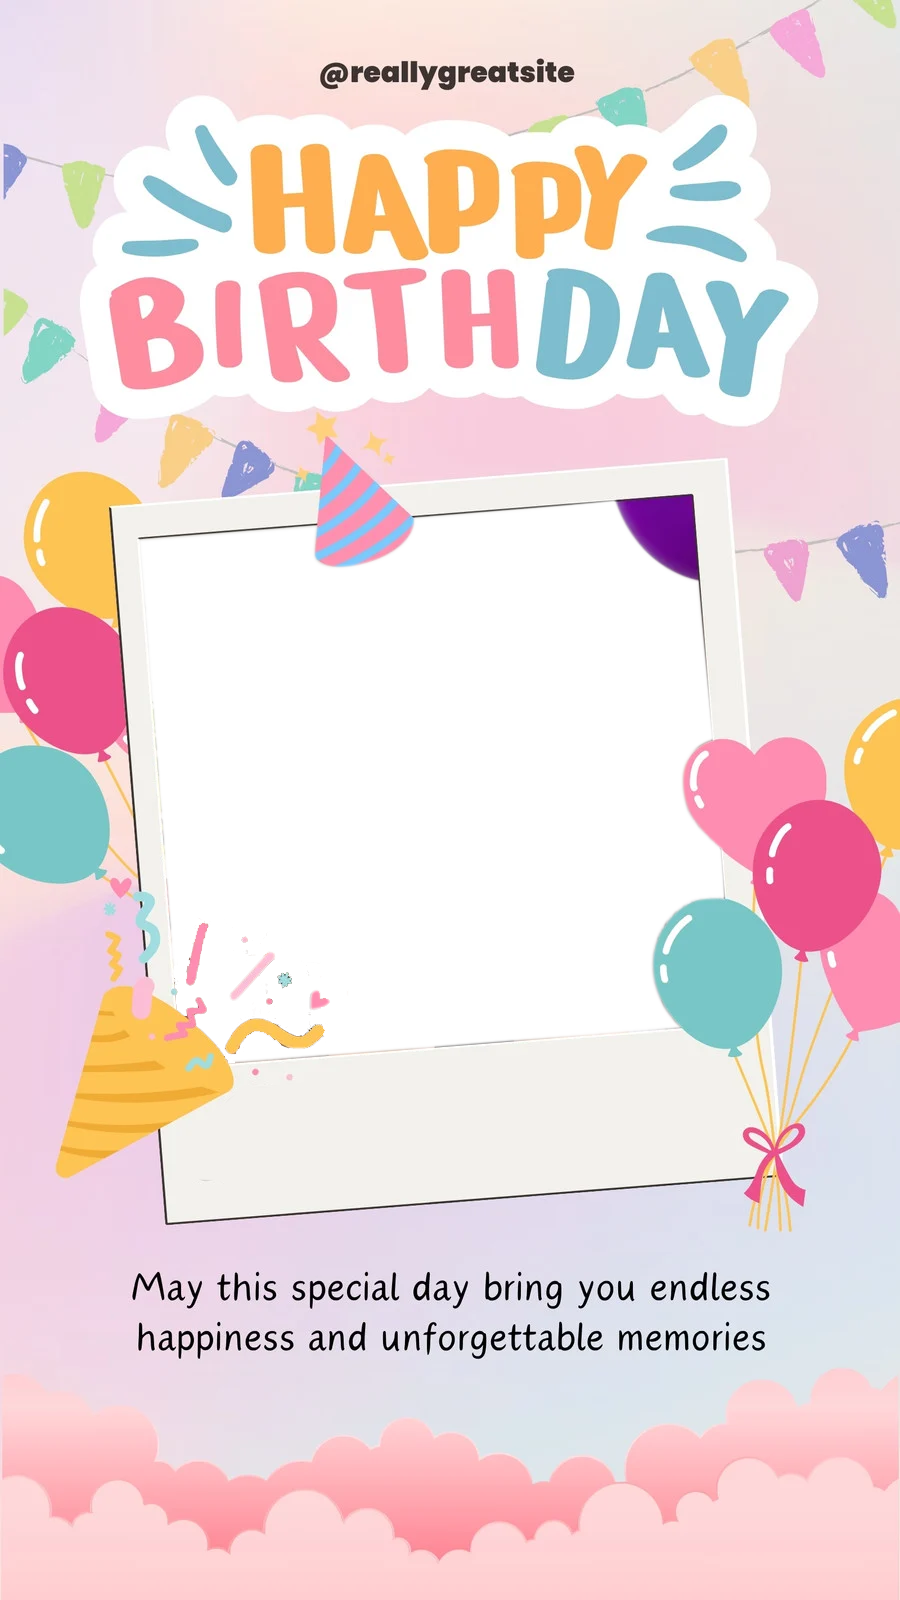 @reallygreatsite
HAPPY
BIRTHDAY
May this special day bring you endless
happiness and unforgettable memories